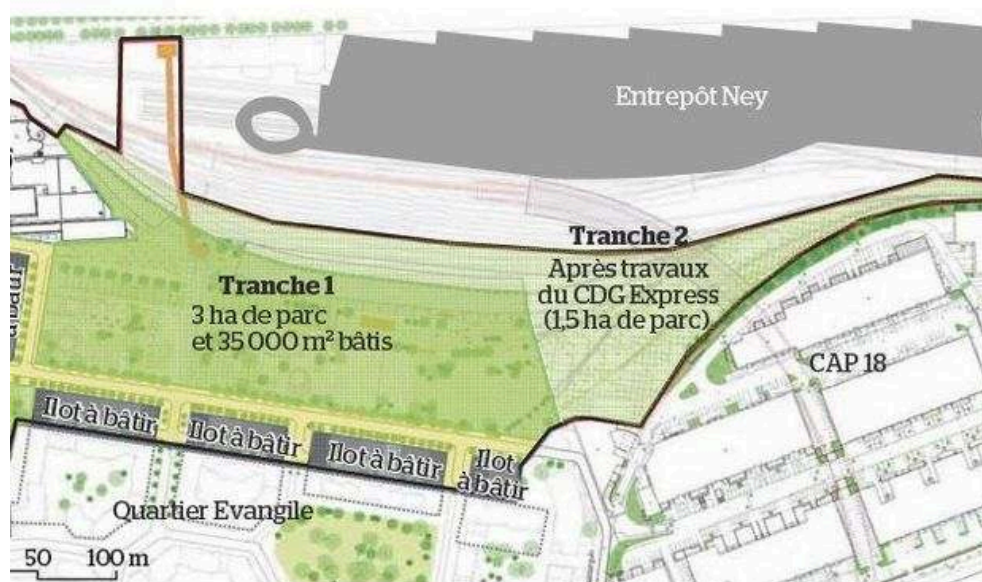 Entrepôt Ney
Tranche 1
3 ha de parc
et 35 000 m² bâtis
Tranche 2
Après travaux
du CDG Express
(1,5 ha de parc)
CAP 18
Ilot à bâtir
Ilot à bâtir
Ilot à bâtir
Ilot
à bâtir
Quartier Evangile
50 100 m